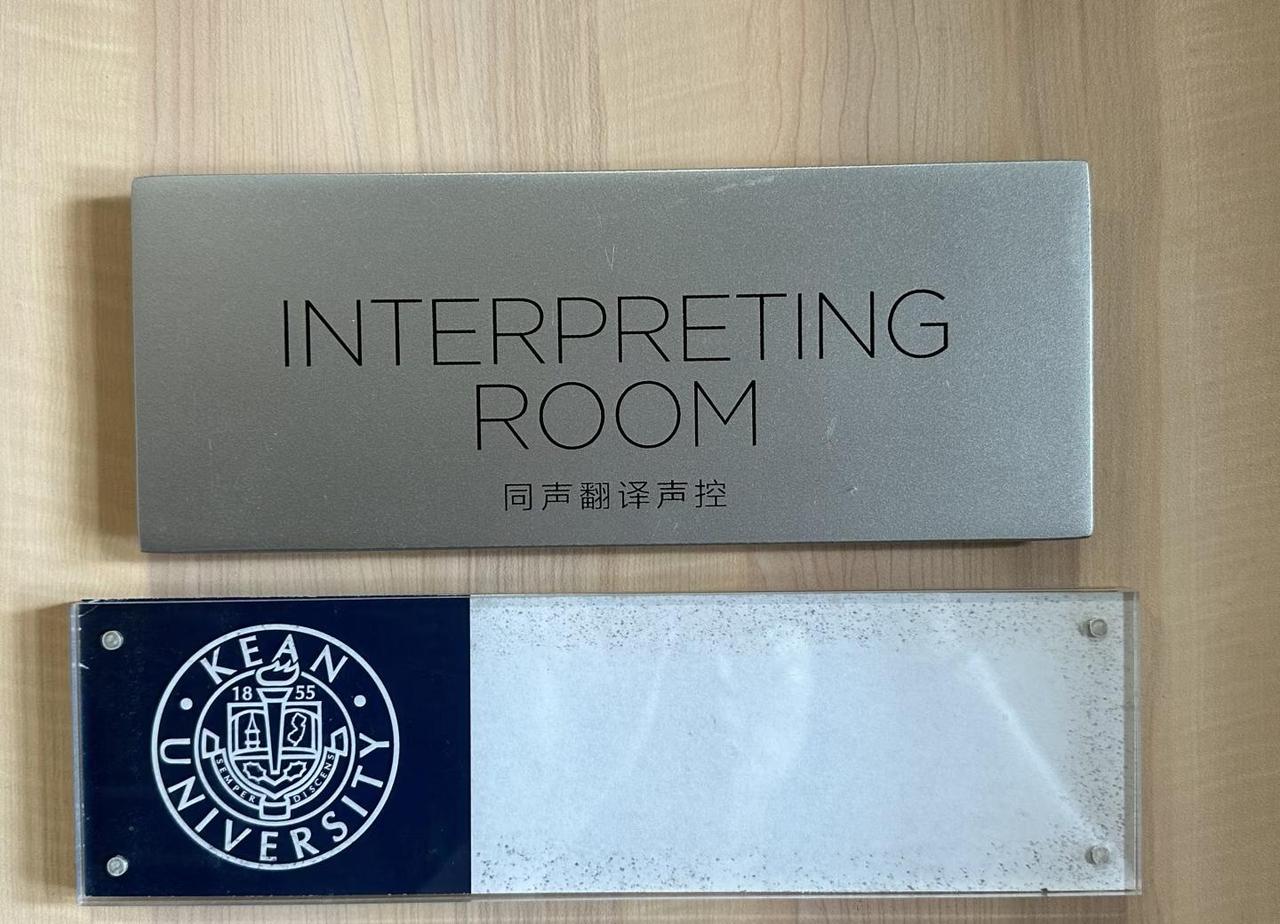 INTERPRETING
ROOM
同声翻译声控
KEAN
18 55
SEMPER DISCENS
UNIVERSITY